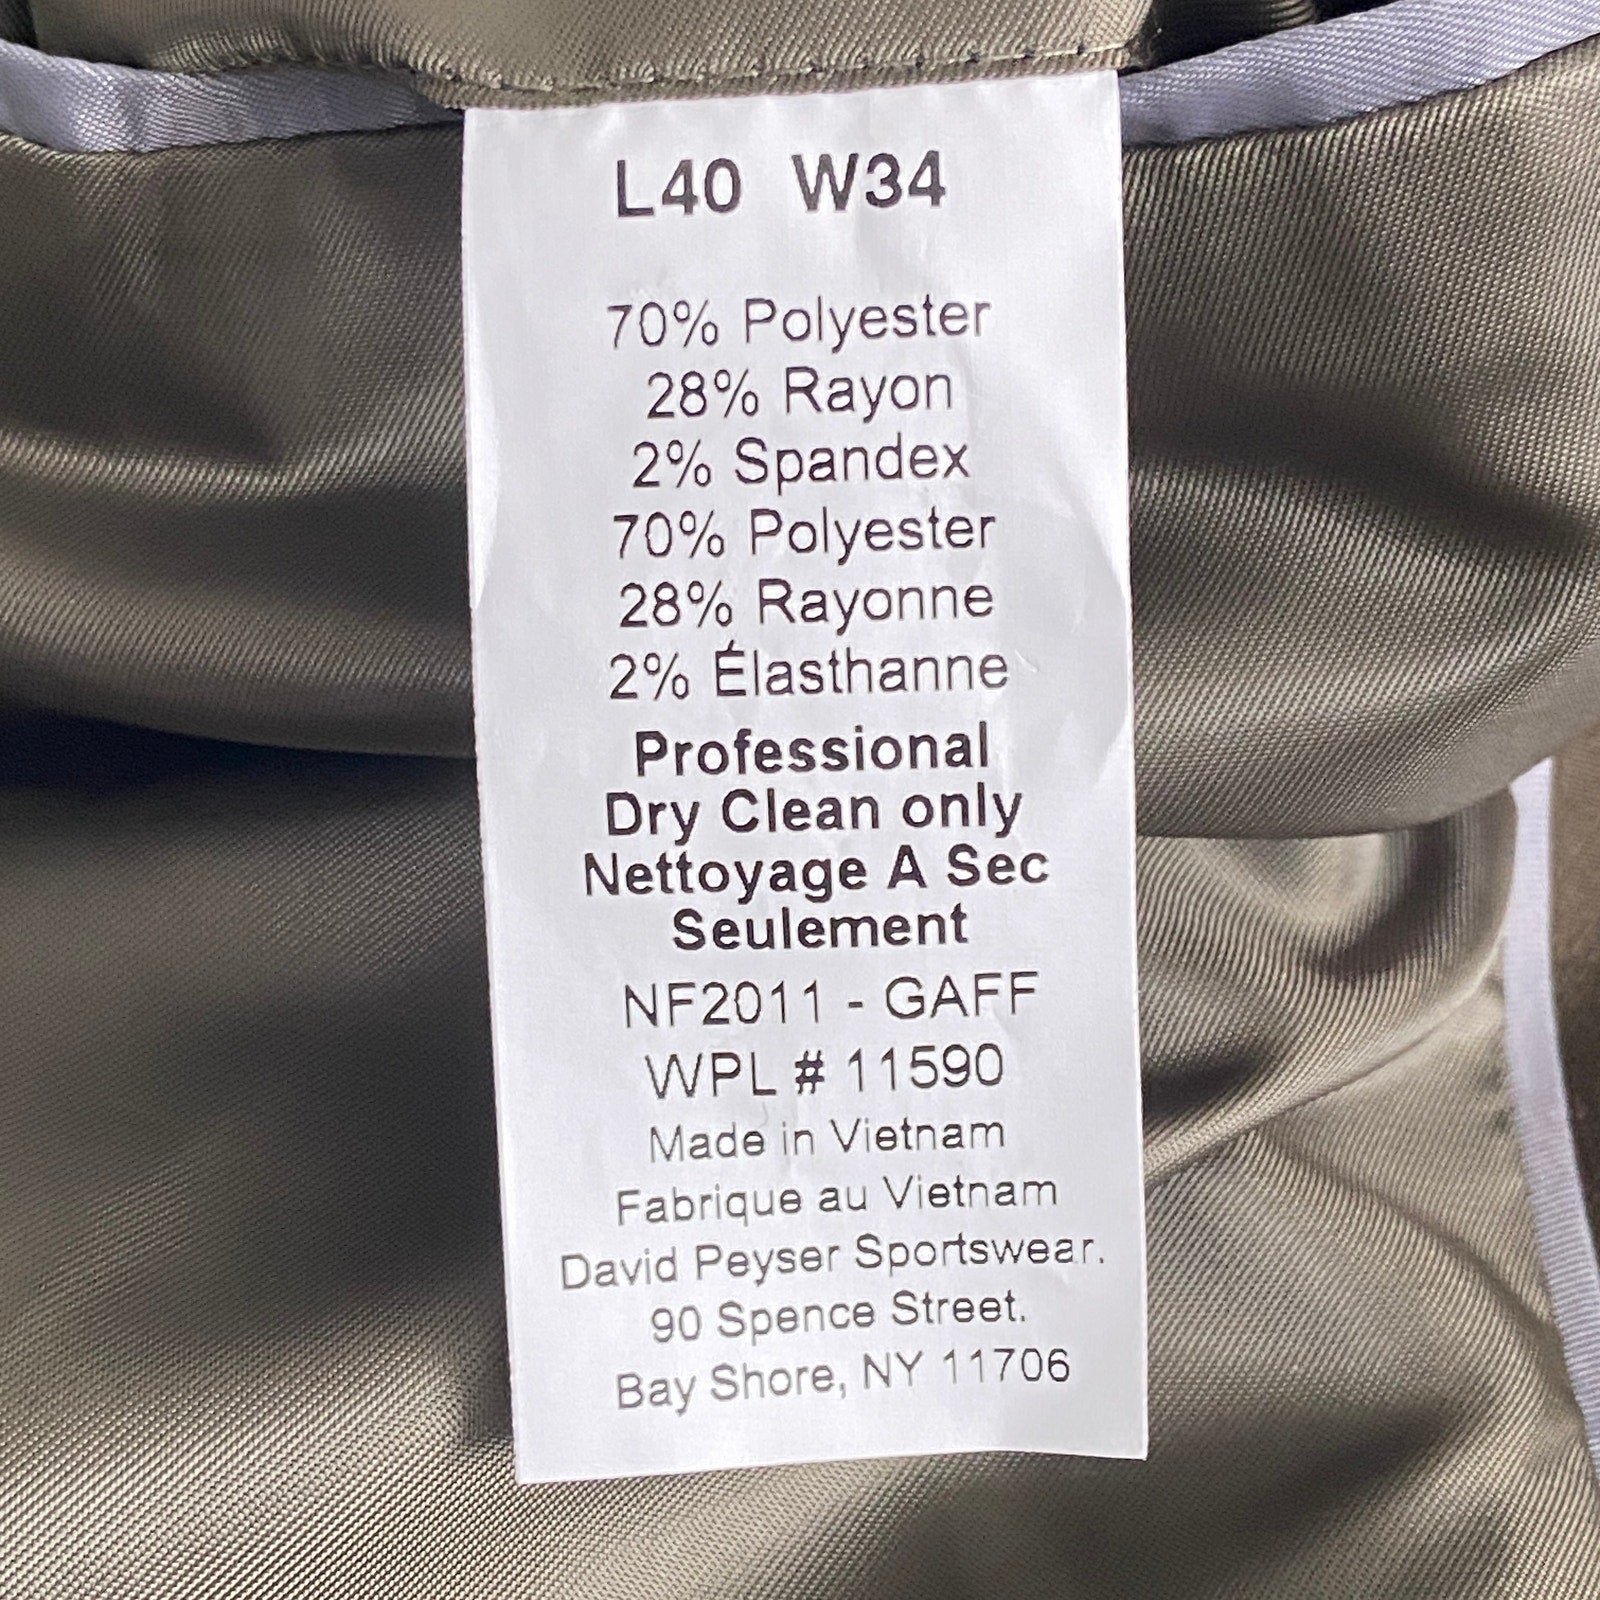 L40 W34
70% Polyester
28% Rayon
2% Spandex
70% Polyester
28% Rayonne
2% Élasthanne
Professional
Dry Clean only
Nettoyage A Sec
Seulement
NF2011 - GAFF
WPL # 11590
Made in Vietnam
Fabrique au Vietnam
David Peyser Sportswear.
90 Spence Street.
Bay Shore, NY 11706